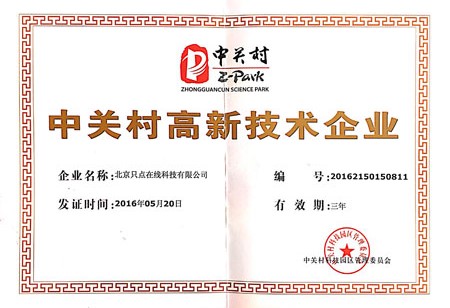 中关村
Z-Park
ZHONGGUANCUN SCIENCE PARK
中关村高新技术企业
企业名称:北京只点在线科技有限公司
编 号:20162150150811
发证时间:2016年05月20日
有 效 期:三年
中关村科技园区管理委员会